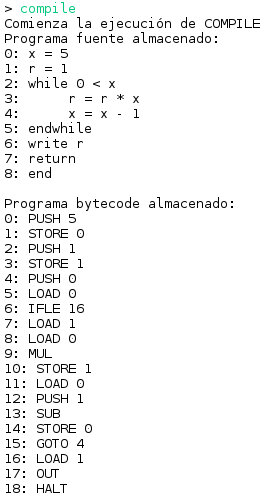 > compile
Comienza la ejecución de COMPILE
Programa fuente almacenado:
0: x = 5
1: r = 1
2: while 0 < x
3:      r = r * x
4:      x = x - 1
5: endwhile
6: write r
7: return
8: end

Programa bytecode almacenado:
0: PUSH 5
1: STORE 0
2: PUSH 1
3: STORE 1
4: PUSH 0
5: LOAD 0
6: IFLE 16
7: LOAD 1
8: LOAD 0
9: MUL
10: STORE 1
11: LOAD 0
12: PUSH 1
13: SUB
14: STORE 0
15: GOTO 4
16: LOAD 1
17: OUT
18: HALT